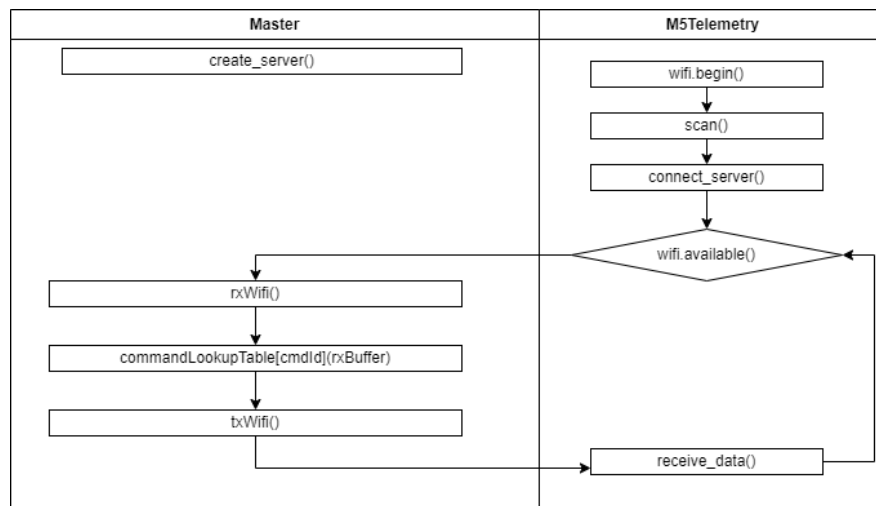 Master
M5Telemetry
create_server()
wifi.begin()
scan()
connect_server()
wifi.available()
rxWifi()
commandLookupTable[cmdId](rxBuffer)
txWifi()
receive_data()